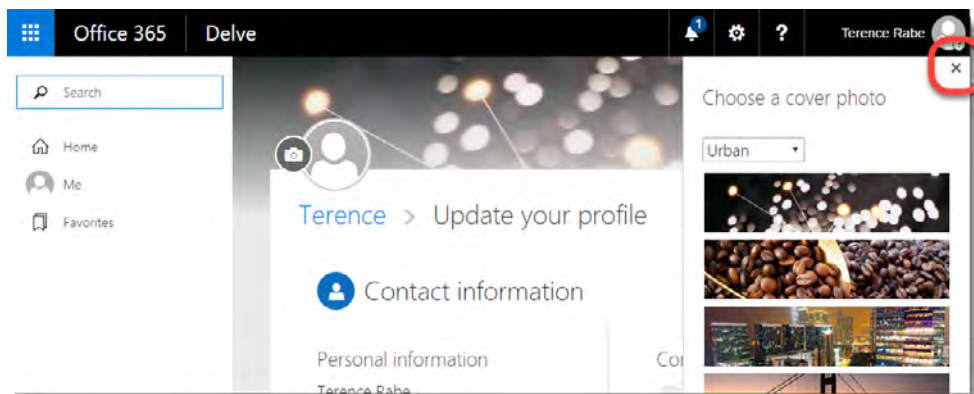 Office 365 Delve 1 ? Terence Rabe
Search
Home
Me
Favorites
Terence > Update your profile
Contact information
Personal information
Terence Rabe
Con
Choose a cover photo
Urban